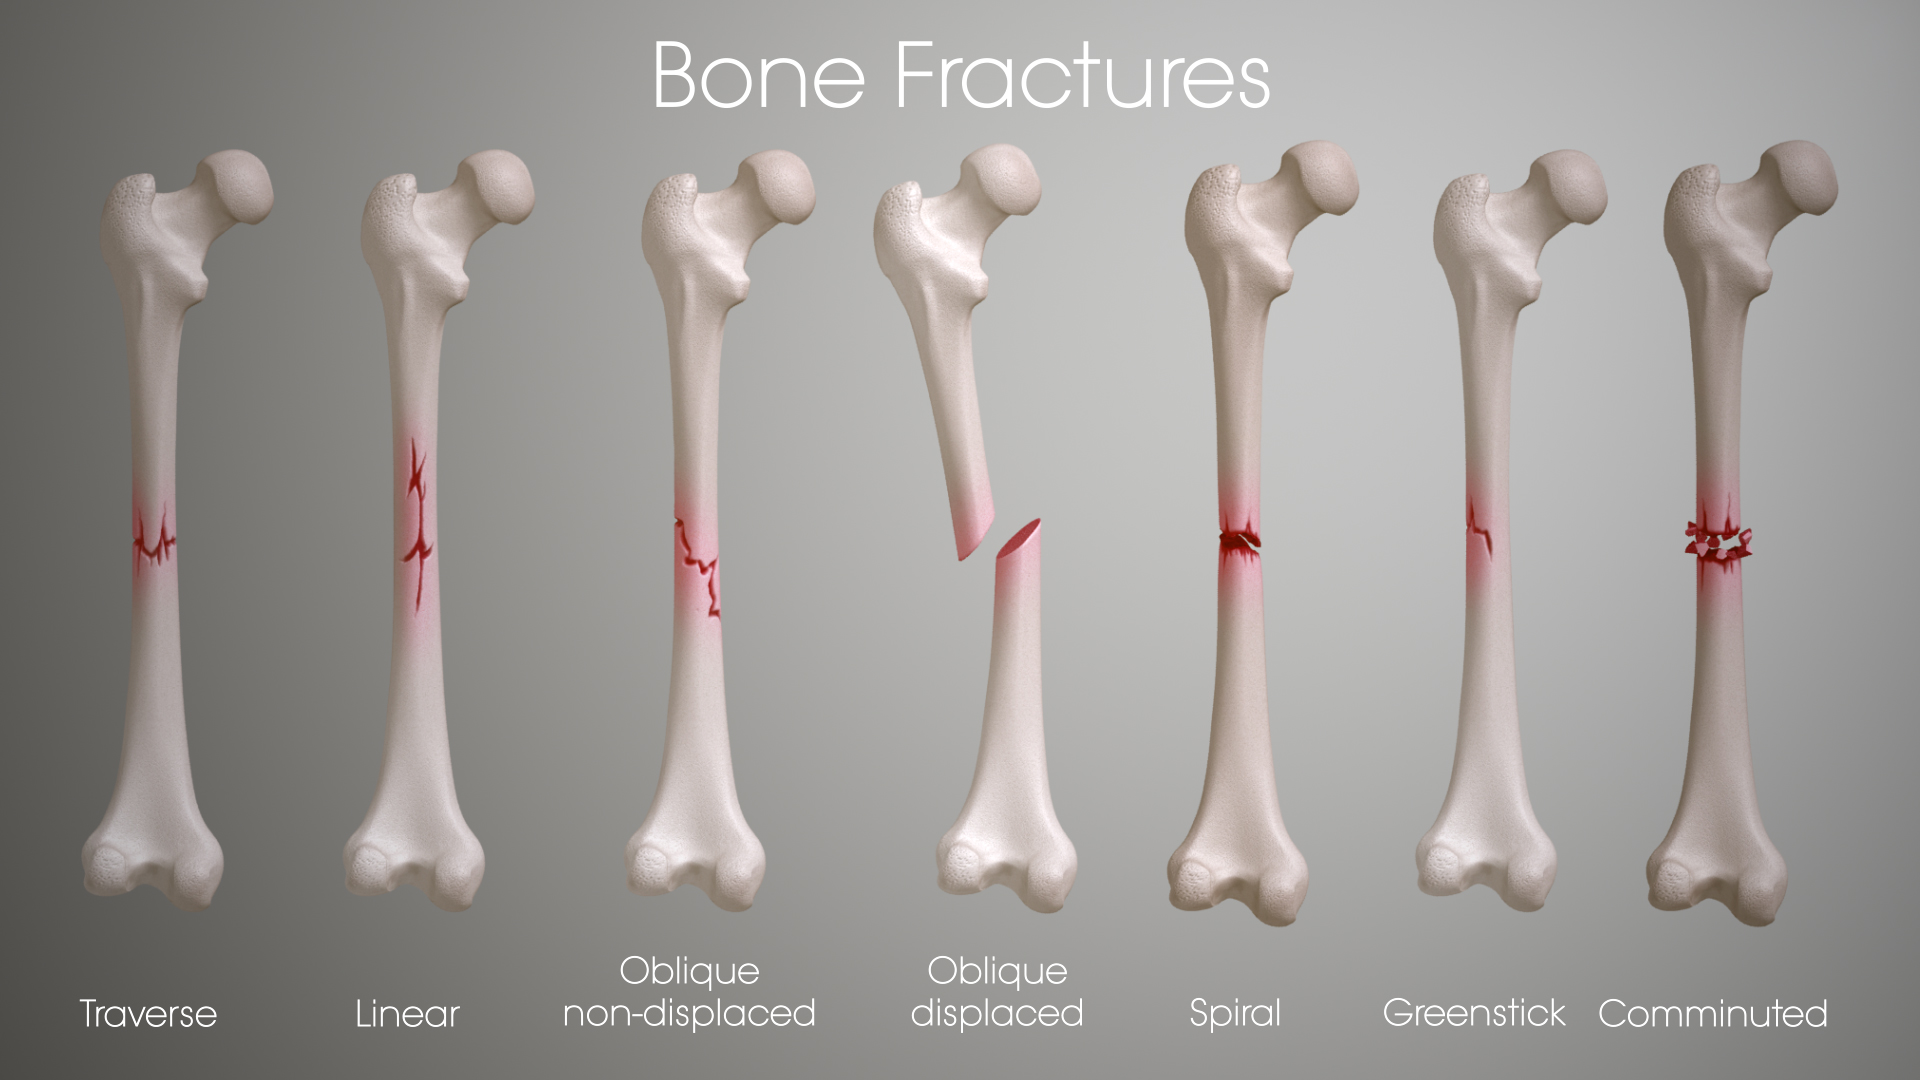 Bone Fractures
Traverse
Linear
Oblique
non-displaced
Oblique
displaced
Spiral
Greenstick
Comminuted